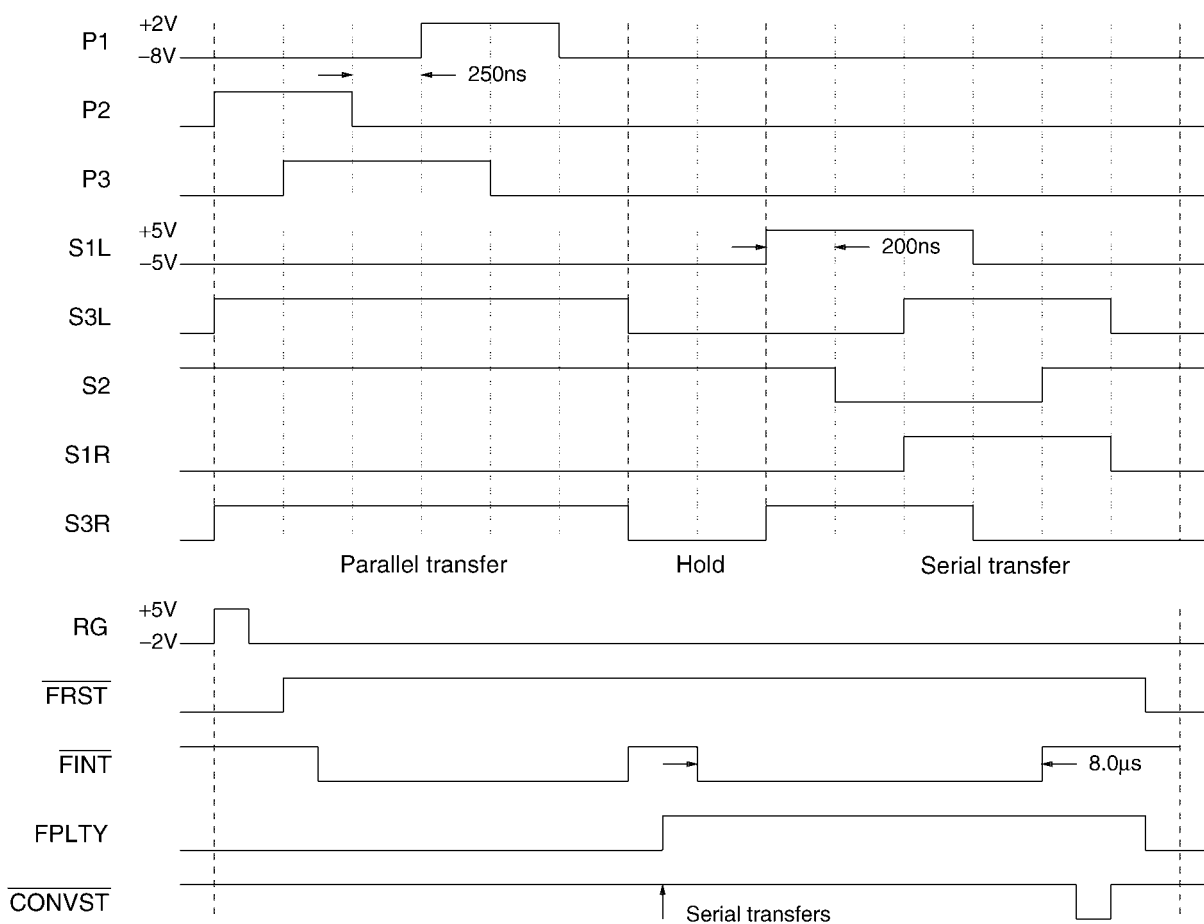 P1
+2V
−8V
250ns
P2
P3
S1L
+5V
−5V
200ns
S3L
S2
S1R
S3R
Parallel transfer
Hold
Serial transfer
RG
+5V
−2V
FRST
FINT
8.0μs
FPLTY
CONVST
Serial transfers